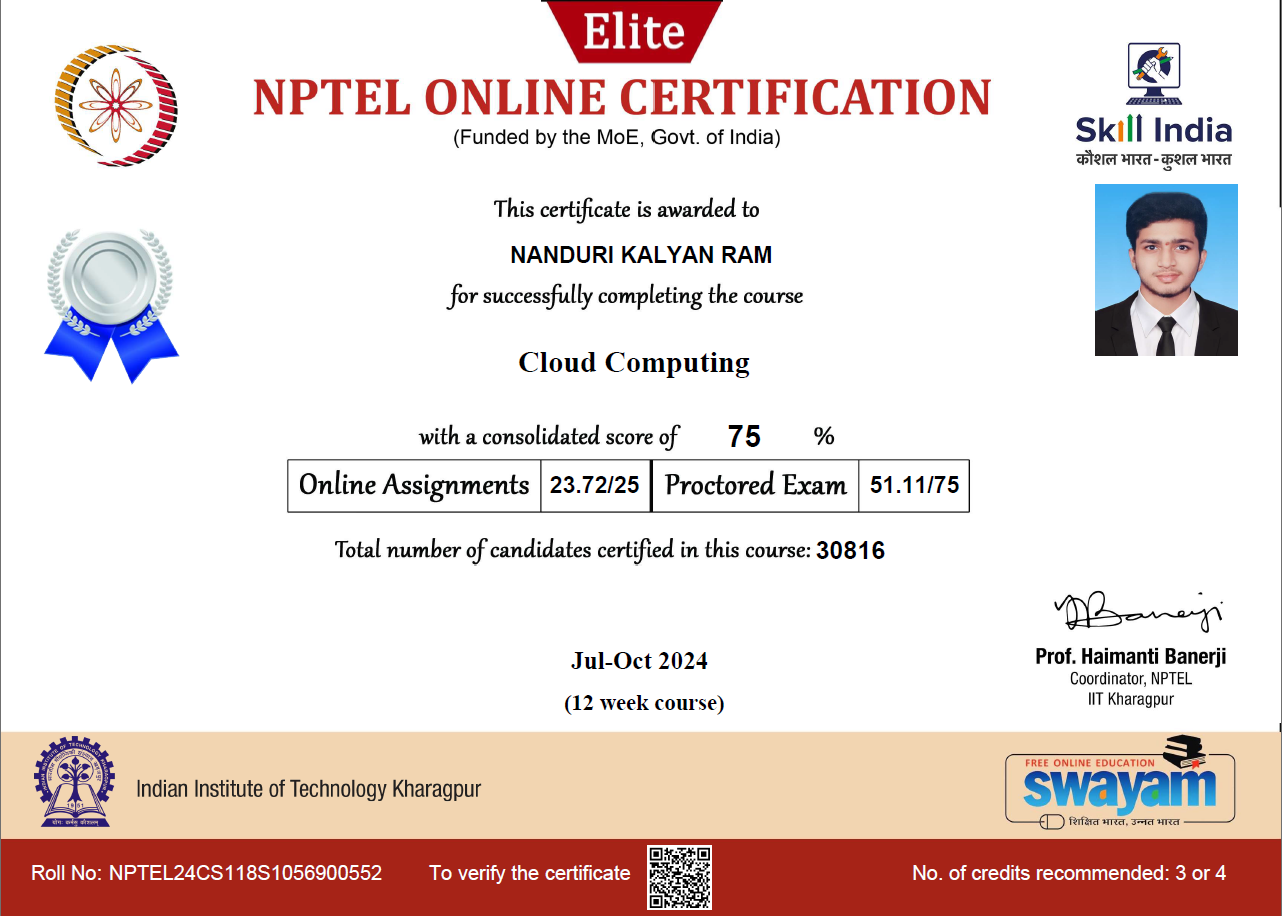 Elite
NPTEL ONLINE CERTIFICATION
(Funded by the MoE, Govt. of India)
Skill India
कौशल भारत - कुशल भारत
This certificate is awarded to
NANDURI KALYAN RAM
for successfully completing the course
Cloud Computing
with a consolidated score of 75 %
Online Assignments 23.72/25 Proctored Exam 51.11/75
Total number of candidates certified in this course: 30816
Prof. Haimanti Banerji
Coordinator, NPTEL
IIT Kharagpur
Jul-Oct 2024
(12 week course)
Indian Institute of Technology Kharagpur
1951
FREE ONLINE EDUCATION
swayam
शिक्षित भारत, उन्नत भारत
Roll No: NPTEL24CS118S1056900552 To verify the certificate No. of credits recommended: 3 or 4